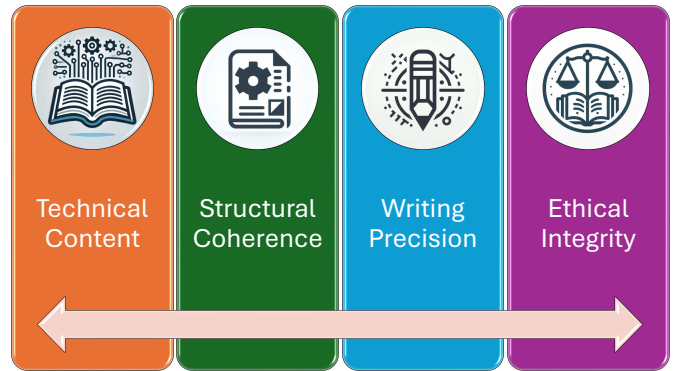 Technical
Content
Structural
Coherence
Writing
Precision
Ethical
Integrity